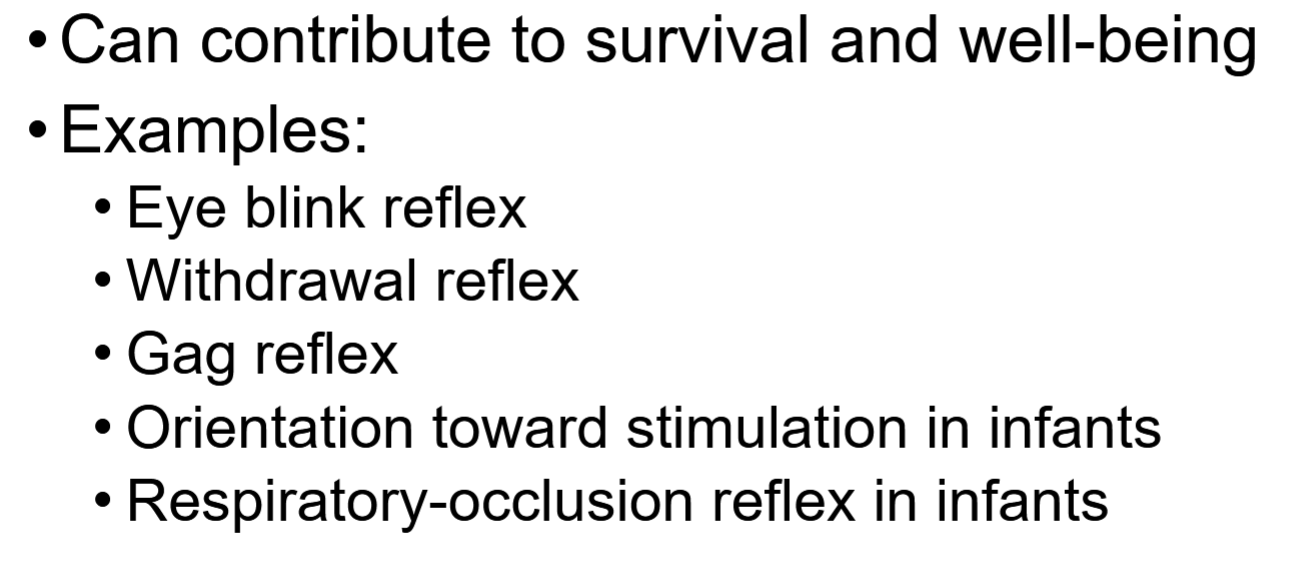 • Can contribute to survival and well-being
• Examples:
• Eye blink reflex
• Withdrawal reflex
• Gag reflex
• Orientation toward stimulation in infants
• Respiratory-occlusion reflex in infants